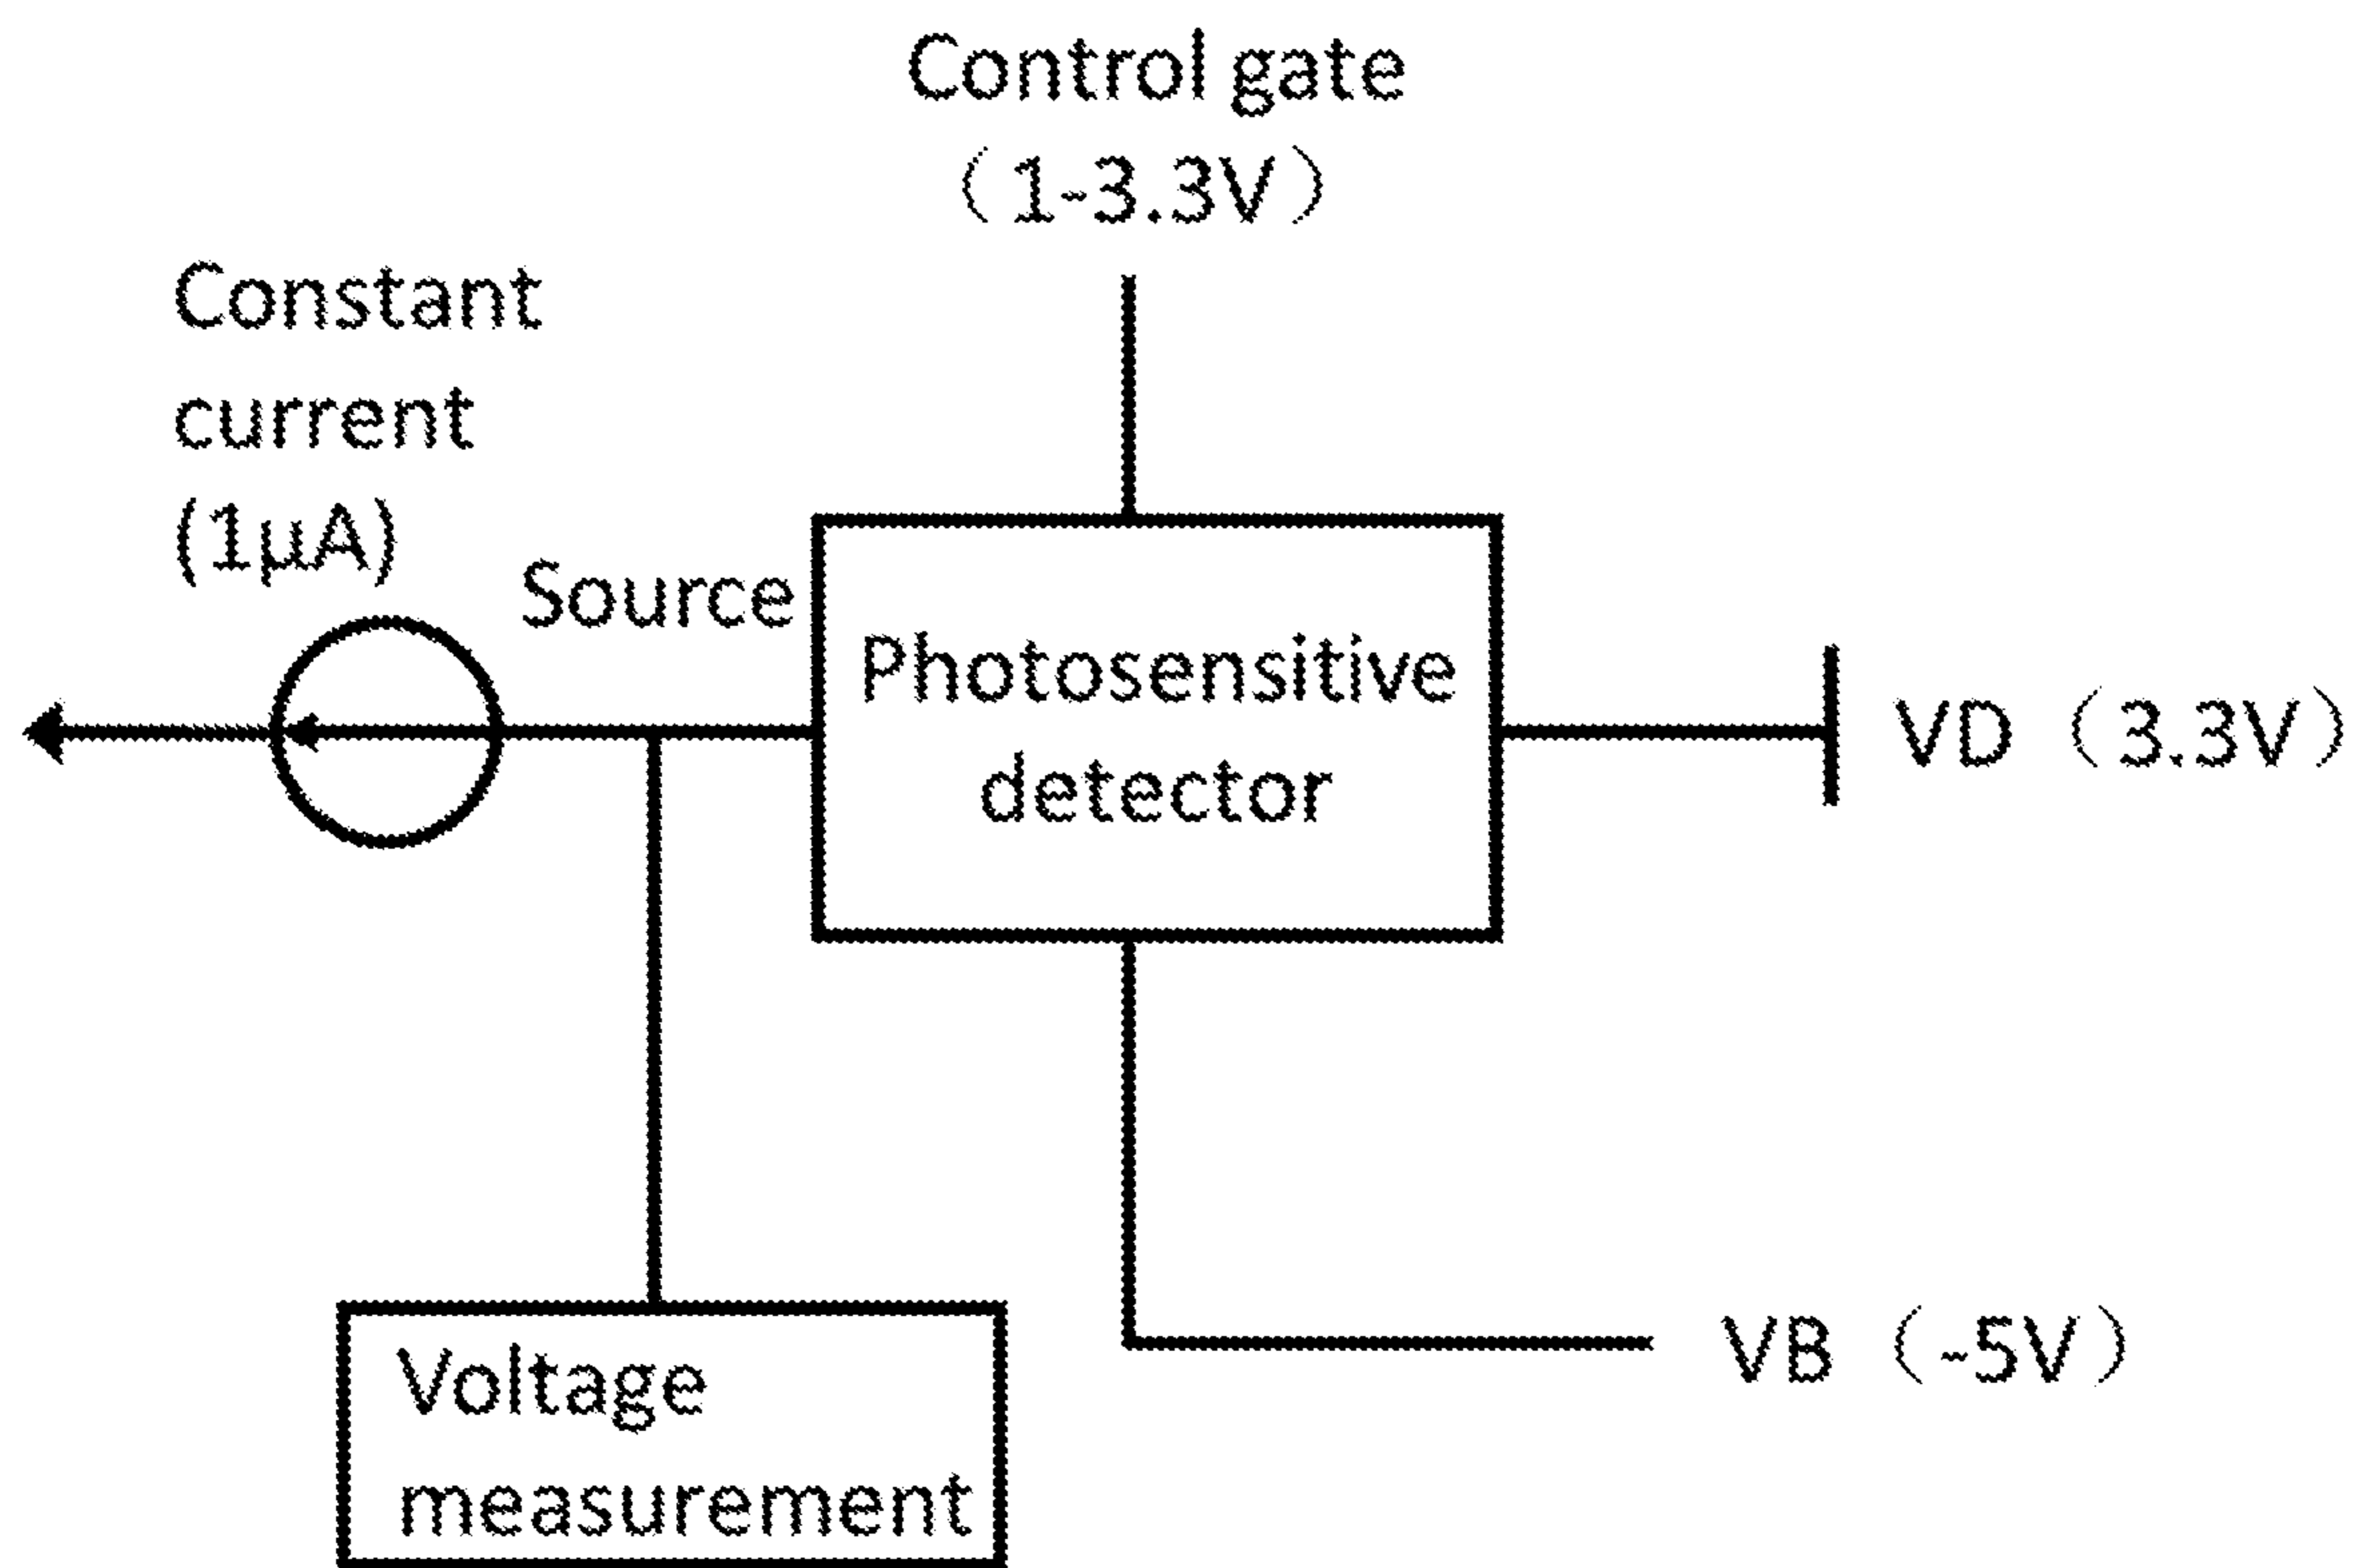 Control gate
（1-3.3V）
Constant
current
(1μA)
Source
Photosensitive
detector
VD（3.3V）
VB（-5V）
Voltage
measurement